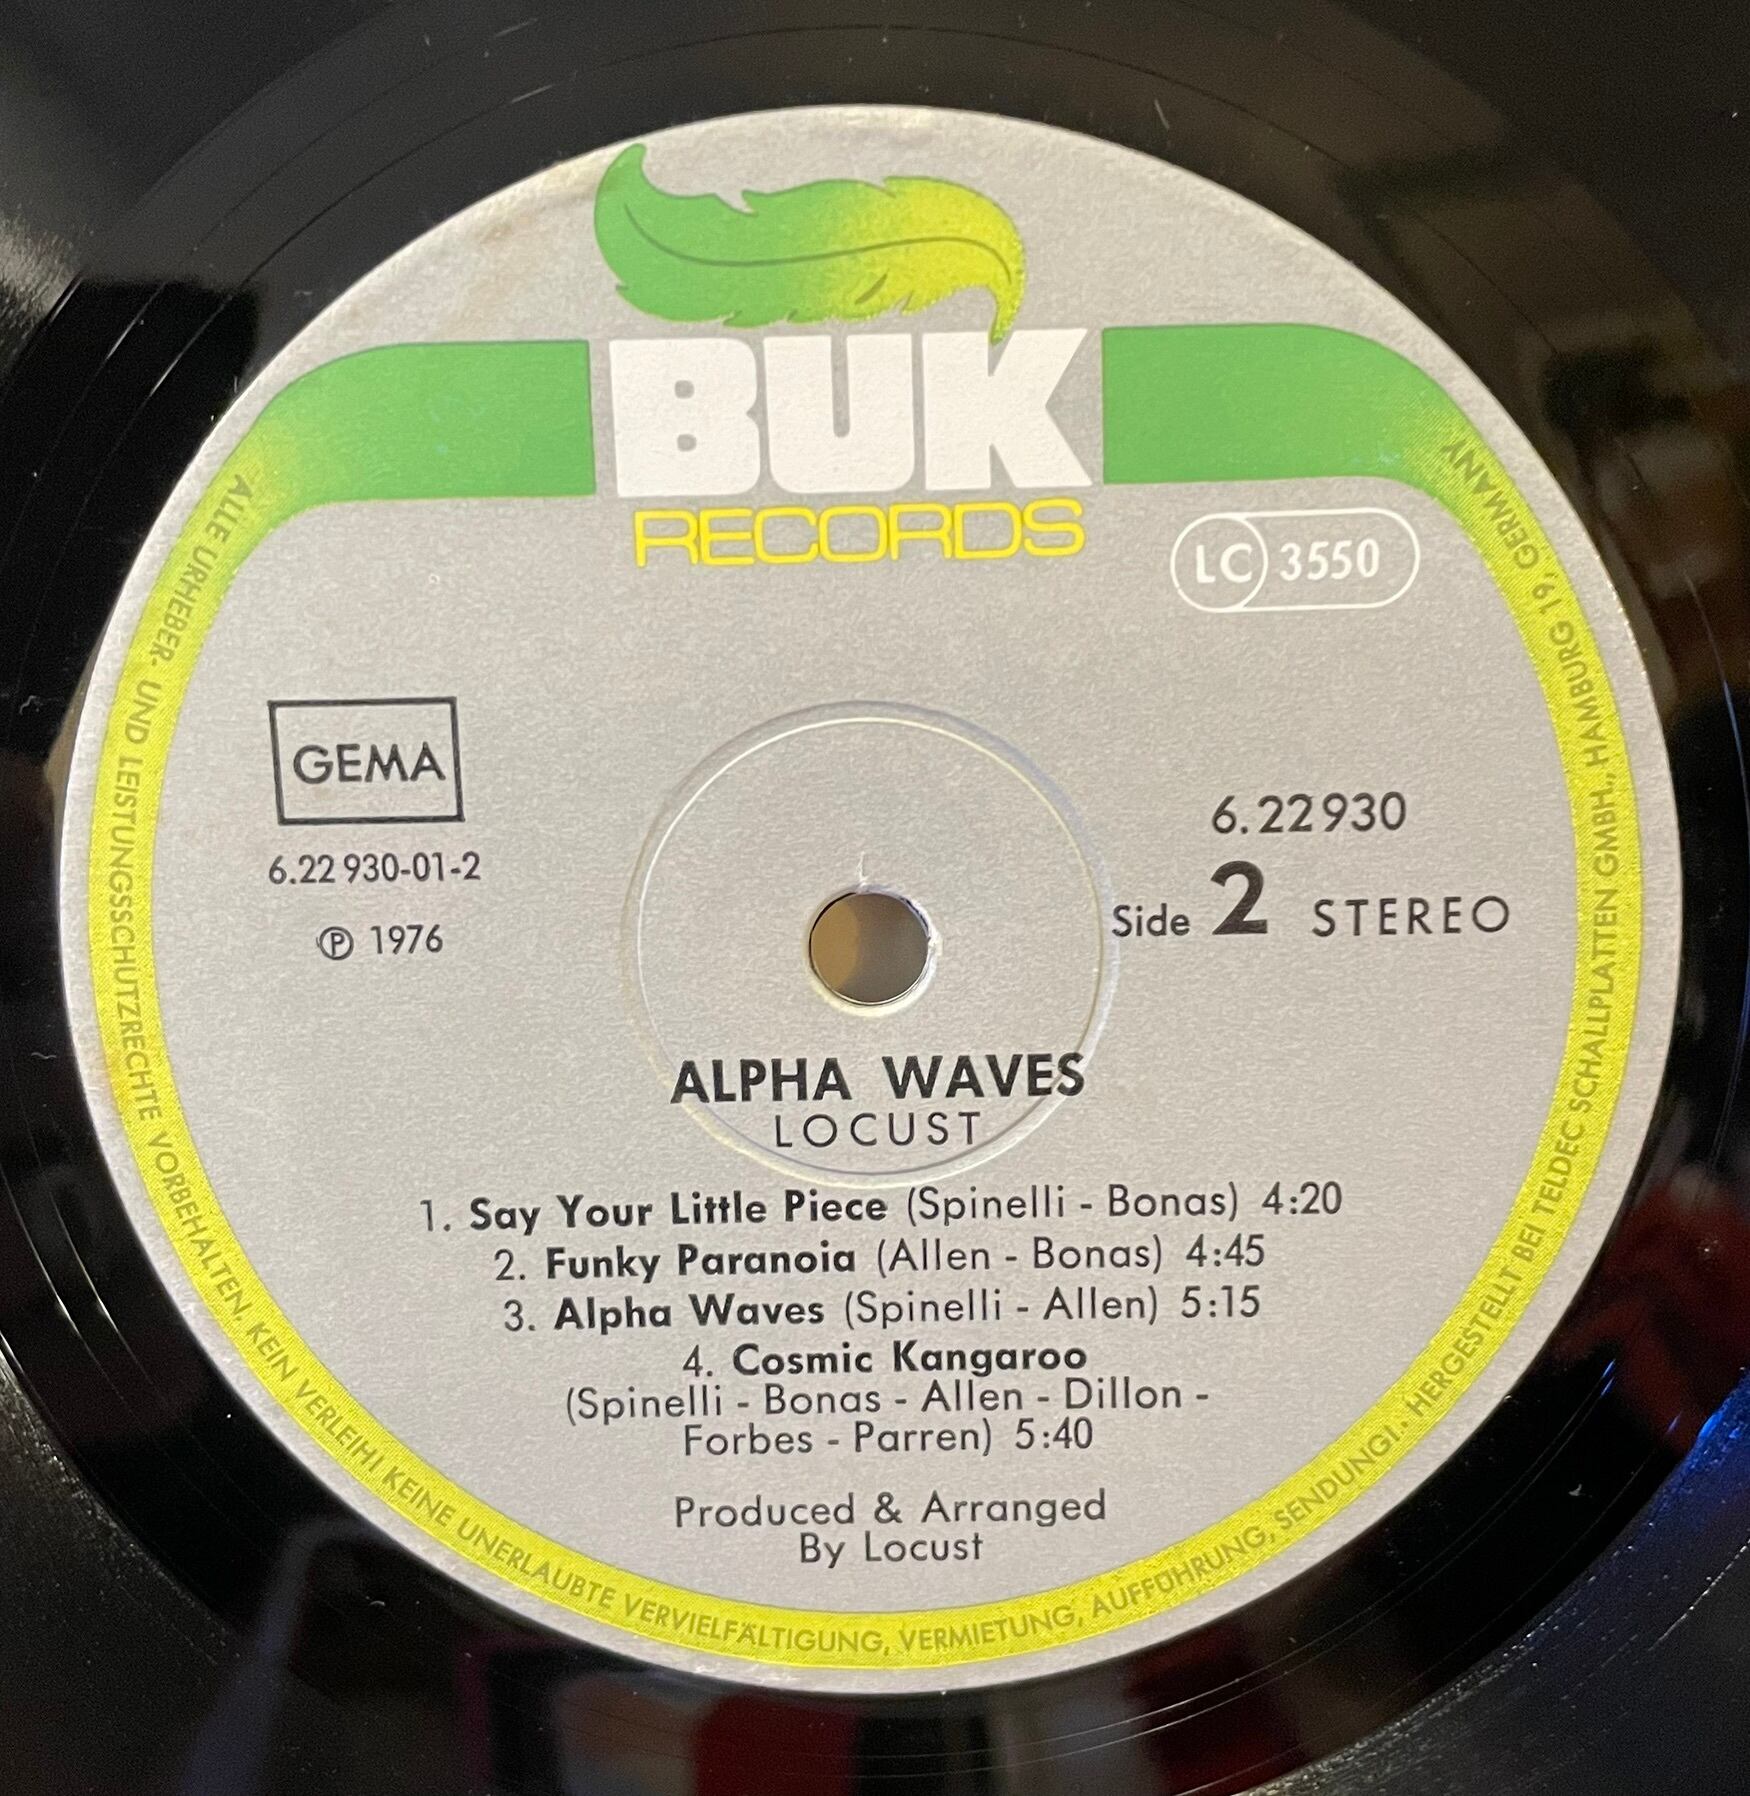 BUK
RECORDS
LC 3550
GEMA
6.22930
6.22 930-01-2
Side 2 STEREO
℗ 1976
ALPHA WAVES
LOCUST
1. Say Your Little Piece (Spinelli - Bonas) 4:20
2. Funky Paranoia (Allen - Bonas) 4:45
3. Alpha Waves (Spinelli - Allen) 5:15
4. Cosmic Kangaroo
(Spinelli - Bonas - Allen - Dillon -
Forbes - Parren) 5:40
Produced & Arranged
By Locust
ALLE URHEBER- UND LEISTUNGSSCHUTZRECHTE VORBEHALTEN. KEIN VERLEIH! KEINE UNERLAUBTE VERVIELFÄLTIGUNG, VERMIETUNG, AUFFÜHRUNG, SENDUNG!. HERGESTELLT BEI TELDEC SCHALLPLATTEN GMBH., HAMBURG 19, GERMANY